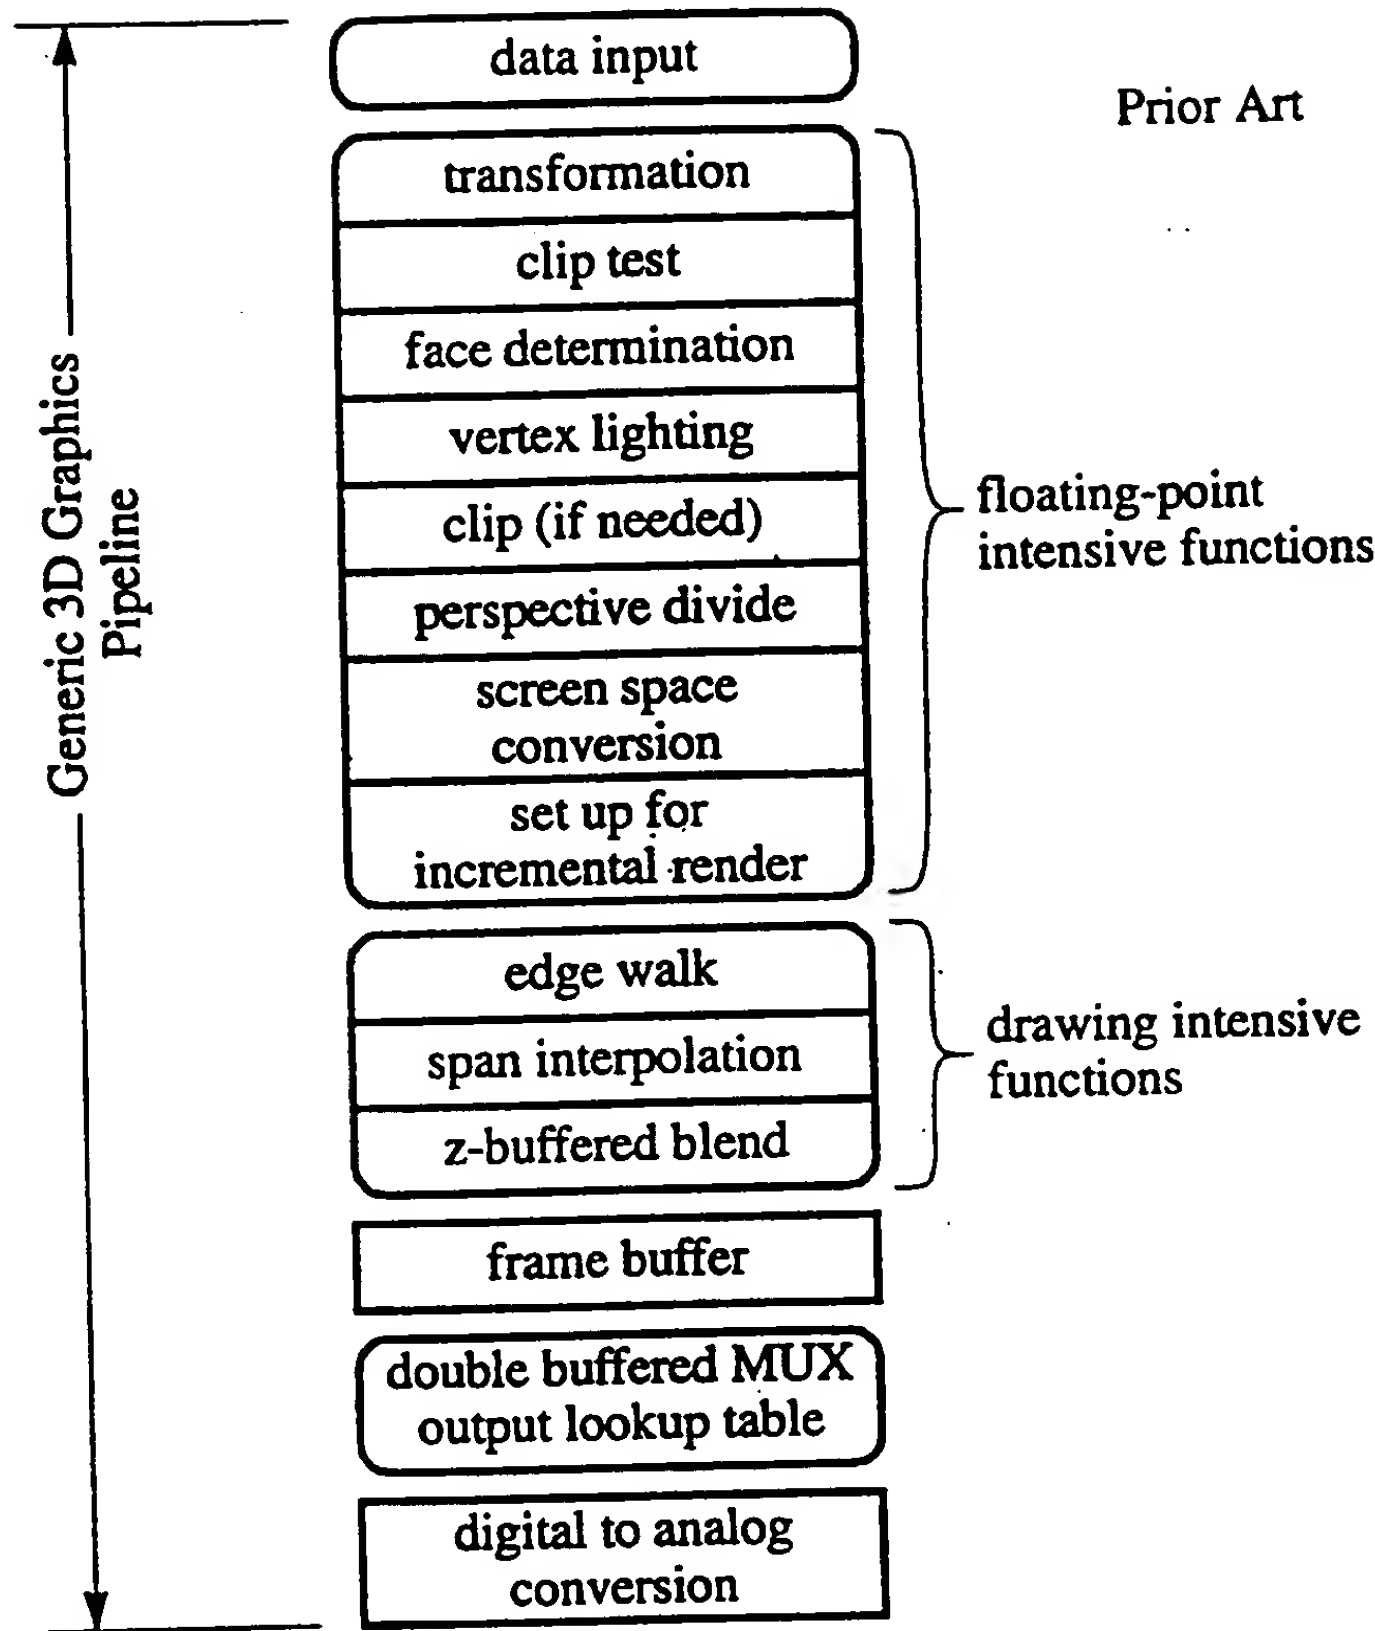 data input
Prior Art
transformation
clip test
face determination
vertex lighting
clip (if needed)
perspective divide
screen space
conversion
set up for
incremental render
floating-point
intensive functions
edge walk
span interpolation
z-buffered blend
drawing intensive
functions
frame buffer
double buffered MUX
output lookup table
digital to analog
conversion
Generic 3D Graphics
Pipeline